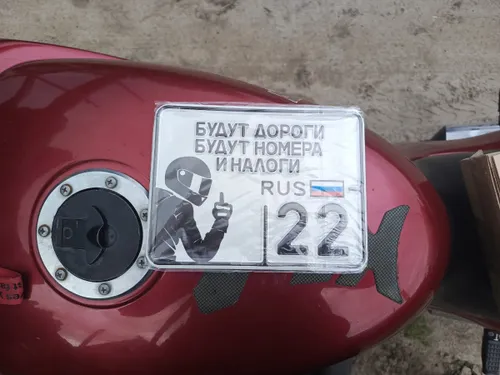 БУДУТ ДОРОГИ
БУДУТ НОМЕРА
И НАЛОГИ
RUS
22